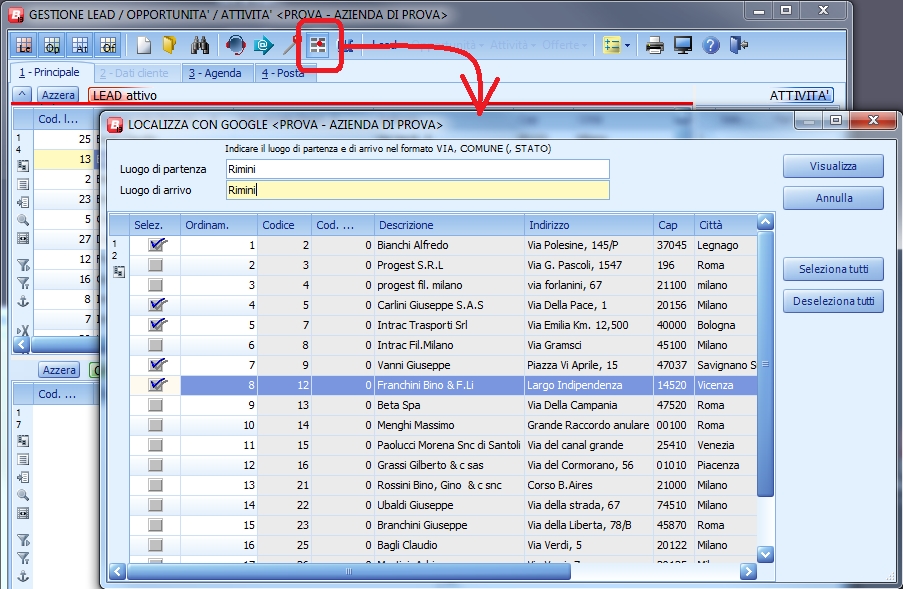 GESTIONE LEAD / OPPORTUNITA' / ATTIVITA' <PROVA - AZIENDA DI PROVA>
1 - Principale 2 - Dati cliente 3 - Agenda 4 - Posta
Azzera LEAD attivo ATTIVITA'
Cod. l...
25
13
2
23
5
27
12
16
8
7
Azzera
Cod. ...
1
7
LOCALIZZA CON GOOGLE <PROVA - AZIENDA DI PROVA>
Indicare il luogo di partenza e di arrivo nel formato VIA, COMUNE (, STATO)
Luogo di partenza Rimini
Luogo di arrivo Rimini
Visualizza
Annulla
Seleziona tutti
Deseleziona tutti
Selez. Ordinam. Codice Cod. ... Descrizione Indirizzo Cap Città
1 2 0 Bianchi Alfredo Via Polesine, 145/P 37045 Legnago
2 3 0 Progest S.R.L Via G. Pascoli, 1547 196 Roma
3 4 0 progest fil. milano via forlanini, 67 21100 milano
4 5 0 Carlini Giuseppe S.A.S Via Della Pace, 1 20156 Milano
5 7 0 Intrac Trasporti Srl Via Emilia Km. 12,500 40000 Bologna
6 8 0 Intrac Fil.Milano Via Gramsci 45100 Milano
7 9 0 Vanni Giuseppe Piazza Vi Aprile, 15 47037 Savignano S
8 12 0 Franchini Bino & F.Li Largo Indipendenza 14520 Vicenza
9 13 0 Beta Spa Via Della Campania 47520 Roma
10 14 0 Menghi Massimo Grande Raccordo anulare 00100 Roma
11 15 0 Paolucci Morena Snc di Santoli Via del canal grande 25410 Venezia
12 16 0 Grassi Gilberto & c sas Via del Cormorano, 56 01010 Piacenza
13 21 0 Rossini Bino, Gino & c snc Corso B.Aires 21000 Milano
14 22 0 Ubaldi Giuseppe Via della strada, 67 74510 Milano
15 23 0 Branchini Giuseppe Via della Liberta, 78/B 45870 Roma
16 25 0 Bagli Claudio Via Verdi, 5 20122 Milano